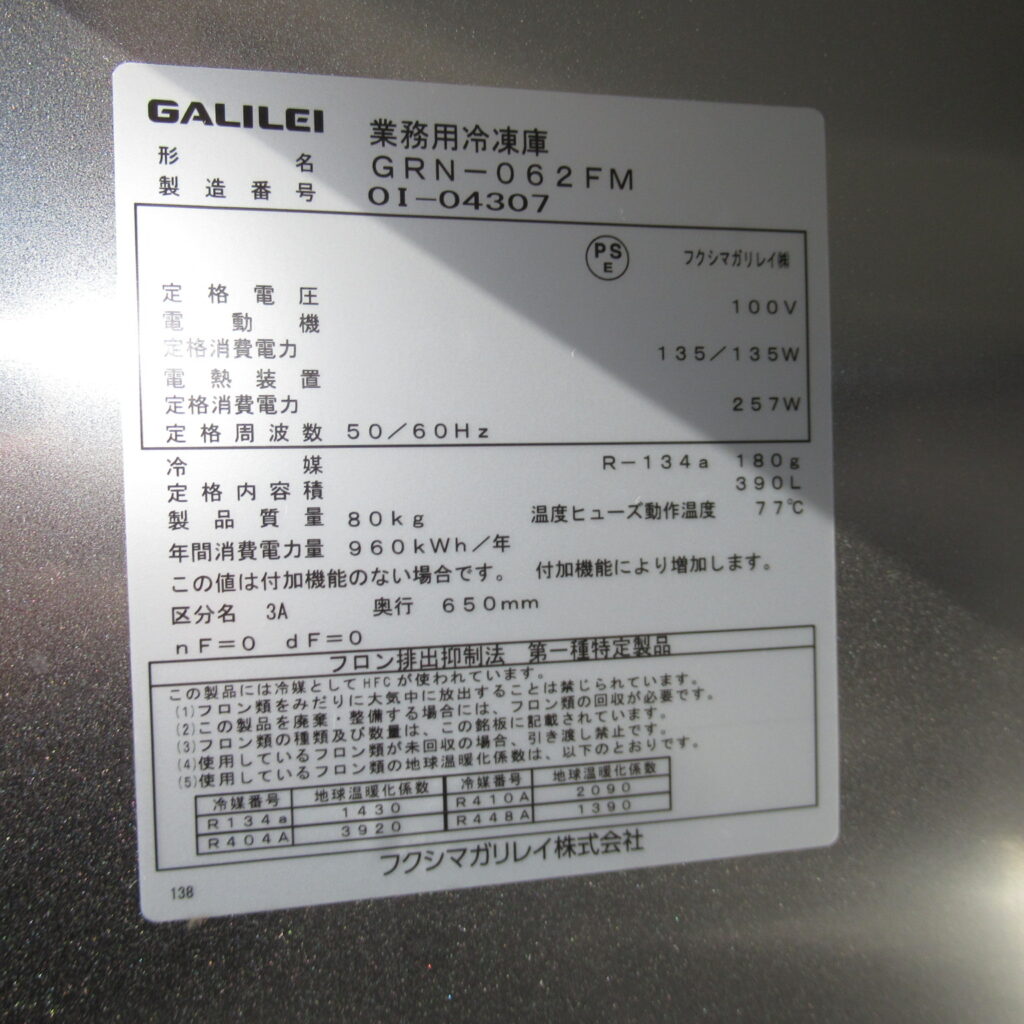 GALILEI 業務用冷凍庫
形名 GRN-062FM
製造番号 OI-04307
PSE フクシマガリレイ㈱
定格電圧 100V
電動機
定格消費電力 135/135W
電熱装置
定格消費電力 257W
定格周波数 50/60Hz
冷媒 R-134a 180g
定格内容積 390L
製品質量 80kg 温度ヒューズ動作温度 77℃
年間消費電力量 960kWh/年
この値は付加機能のない場合です。 付加機能により増加します。
区分名 3A 奥行 650mm
nF=0 dF=0
フロン排出抑制法 第一種特定製品
この製品には冷媒としてHFCが使われています。
(1)フロン類をみだりに大気中に放出することは禁じられています。
(2)この製品を廃棄・整備する場合には、フロン類の回収が必要です。
(3)フロン類の種類及び数量は、この銘板に記載されています。
(4)使用しているフロン類が未回収の場合、引き渡し禁止です。
(5)使用しているフロン類の地球温暖化係数は、以下のとおりです。
冷媒番号 地球温暖化係数 冷媒番号 地球温暖化係数
R134a 1430 R410A 2090
R404A 3920 R448A 1390
フクシマガリレイ株式会社
138